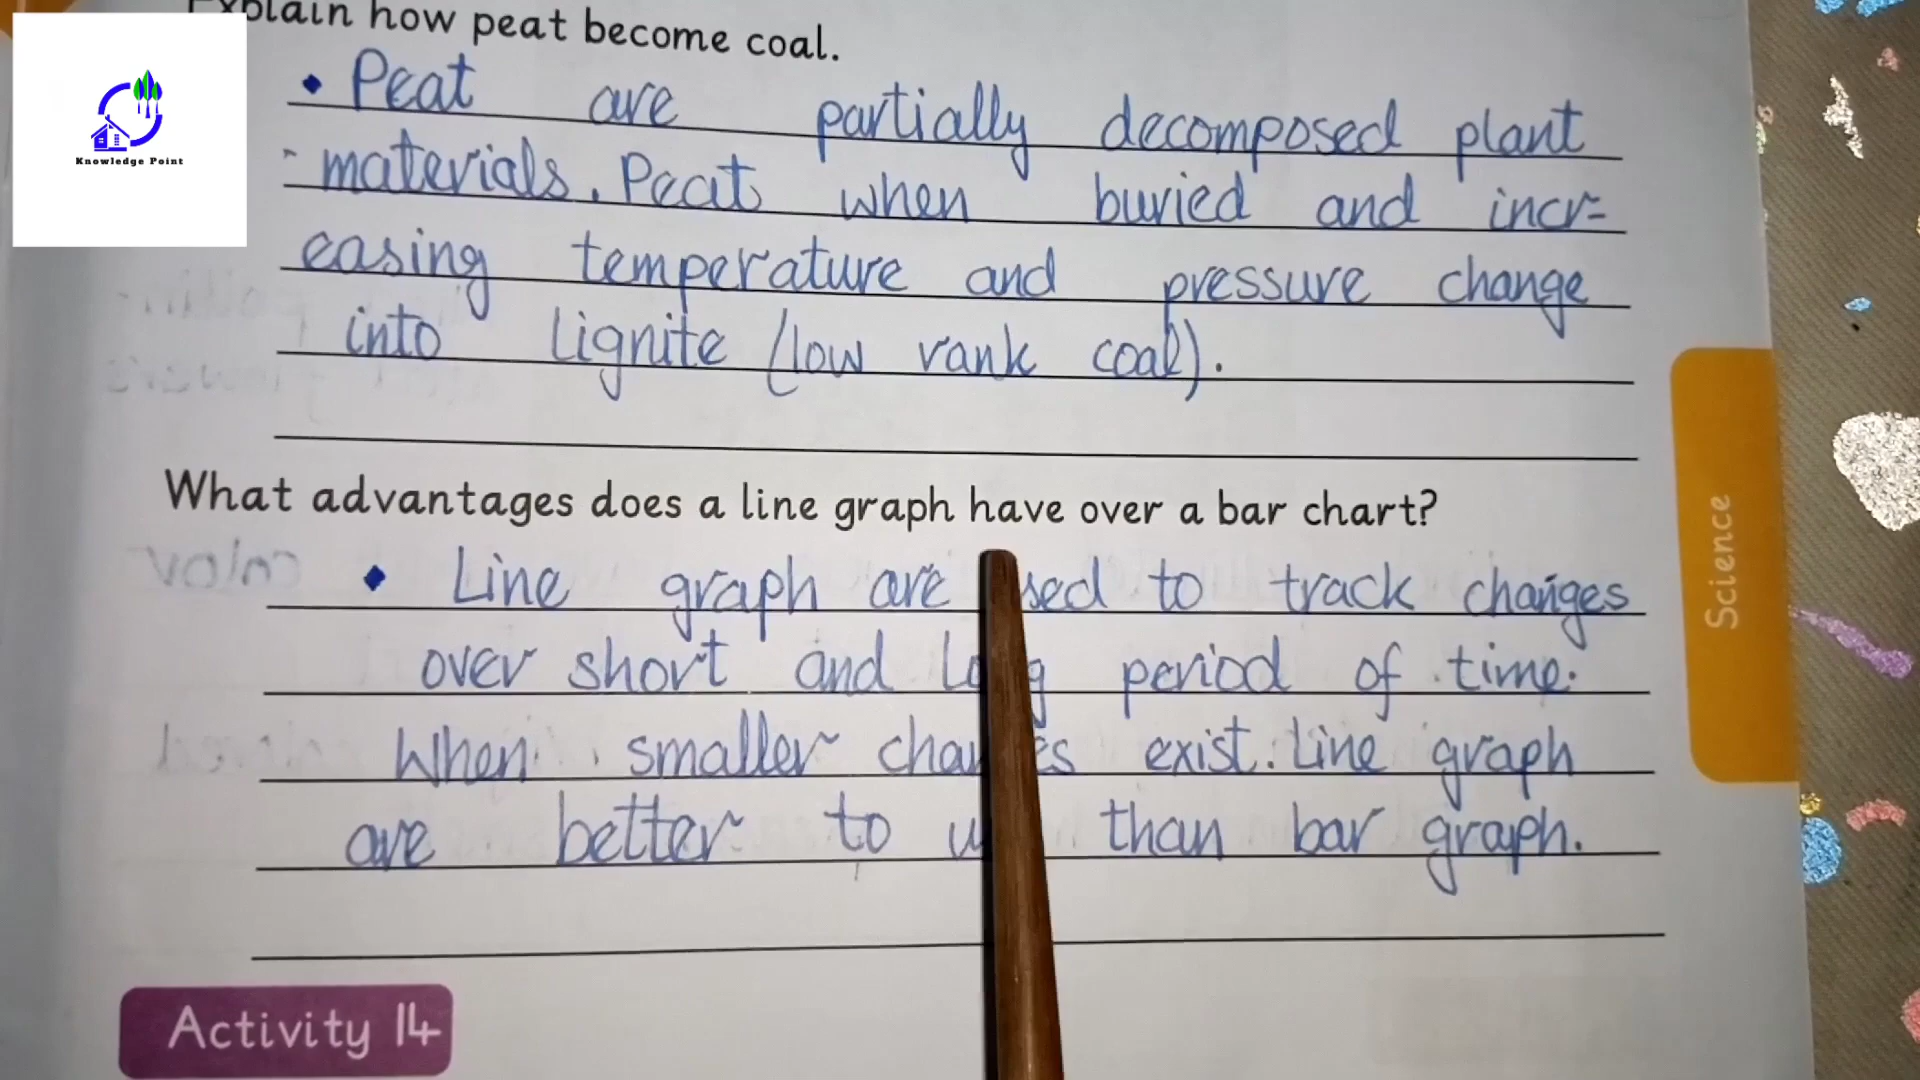 Explain how peat become coal.
Knowledge Point
• Peat are partially decomposed plant
materials. Peat when buried and incr=
easing temperature and pressure change
into Lignite (low rank coal).
What advantages does a line graph have over a bar chart?
• Line graph are used to track changes
over short and Long period of time.
When smaller changes exist. Line graph
are better to than bar graph.
Science
Activity 14